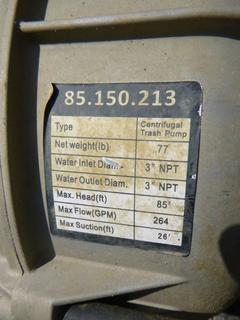 85.150.213
Type Centrifugal Trash Pump
Net weight(lb) 77
Water Inlet Diam. 3" NPT
Water Outlet Diam. 3" NPT
Max. Head(ft) 85'
Max Flow(GPM) 264
Max Suction(ft) 26'